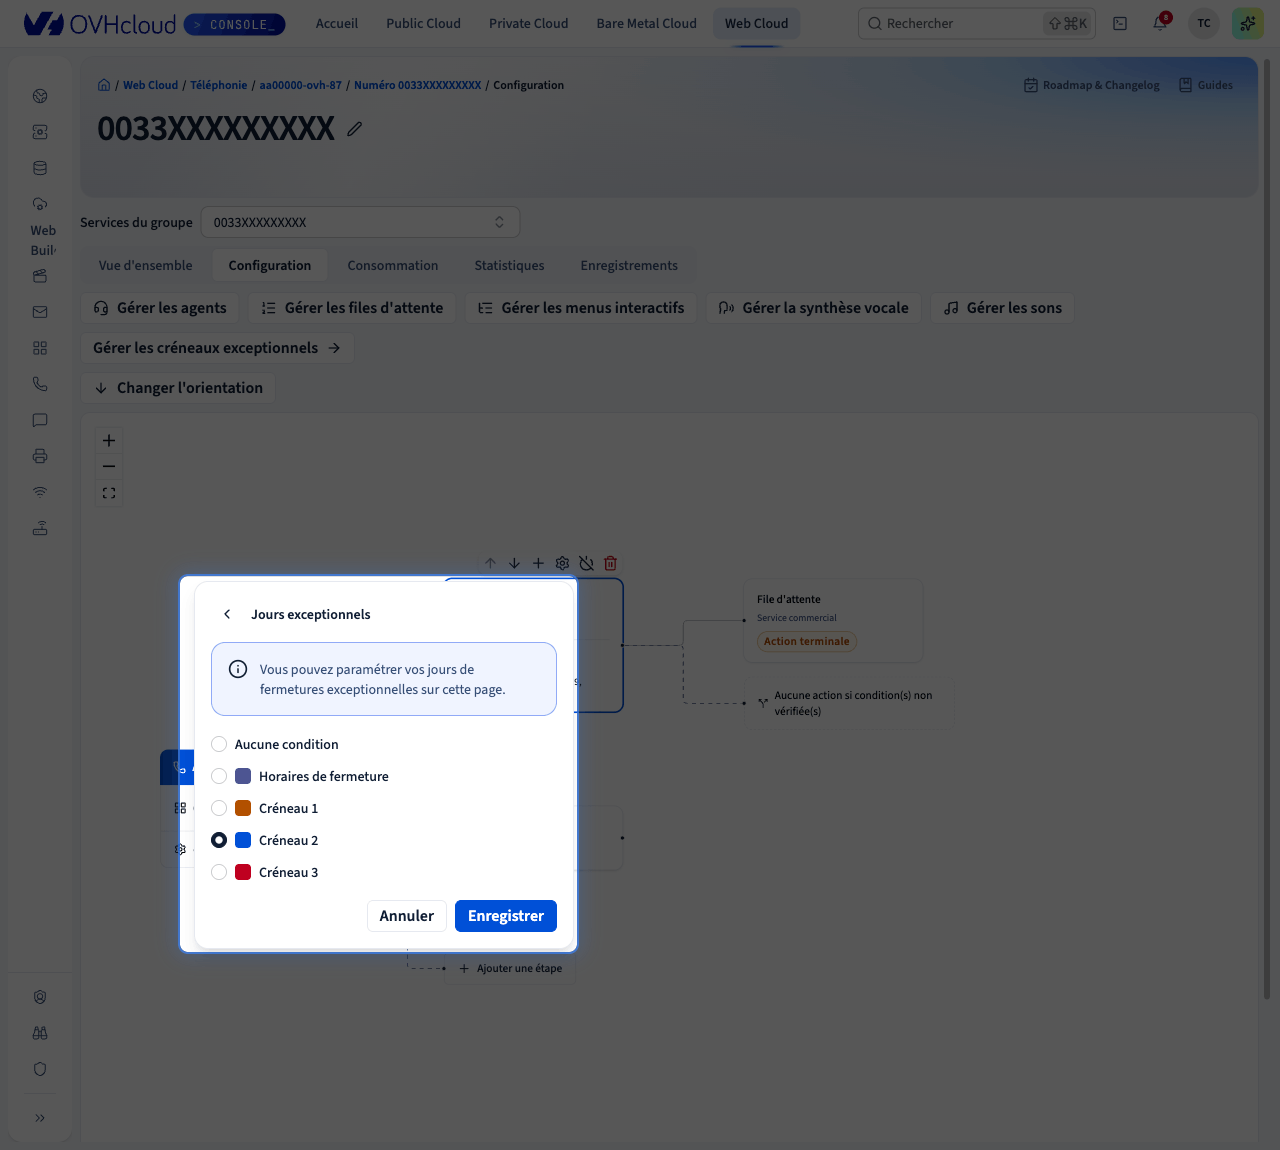 OVHcloud > CONSOLE_ Accueil Public Cloud Private Cloud Bare Metal Cloud Web Cloud Rechercher ⇧⌘K 8 TC
/ Web Cloud / Téléphonie / aa00000-ovh-87 / Numéro 0033XXXXXXXXX / Configuration Roadmap & Changelog Guides
0033XXXXXXXXX
Services du groupe 0033XXXXXXXXX
Web
Buil
Vue d'ensemble Configuration Consommation Statistiques Enregistrements
Gérer les agents Gérer les files d'attente Gérer les menus interactifs Gérer la synthèse vocale Gérer les sons
Gérer les créneaux exceptionnels
Changer l'orientation
File d'attente
Service commercial
Action terminale
Aucune action si condition(s) non
vérifiée(s)
Jours exceptionnels
Vous pouvez paramétrer vos jours de
fermetures exceptionnelles sur cette page.
Aucune condition
Horaires de fermeture
Créneau 1
Créneau 2
Créneau 3
Annuler Enregistrer
Ajouter une étape